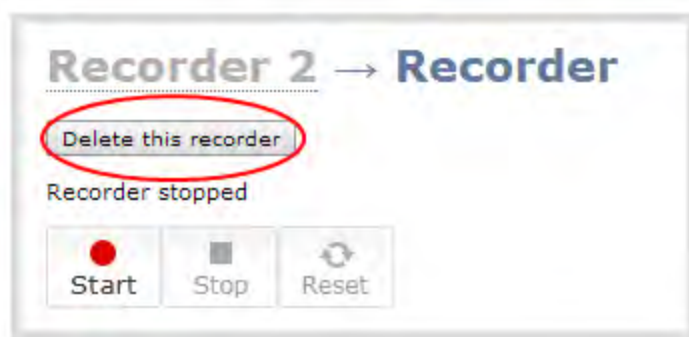 Recorder 2 → Recorder
Delete this recorder
Recorder stopped
Start Stop Reset